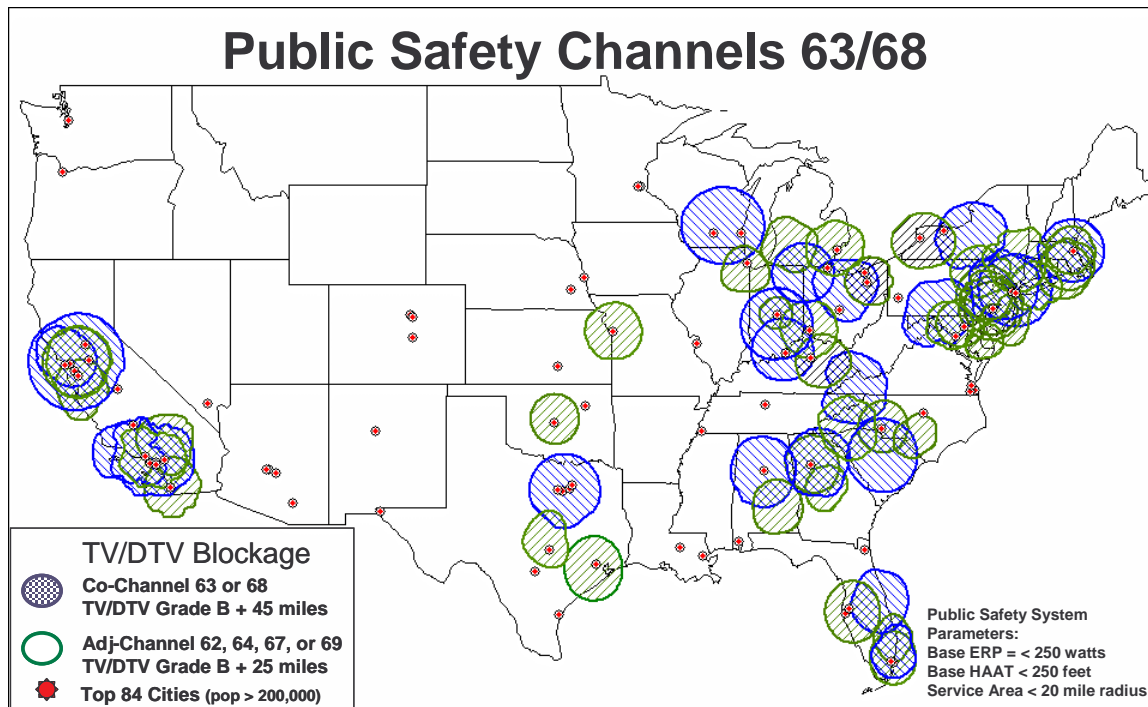 Public Safety Channels 63/68
TV/DTV Blockage
Co-Channel 63 or 68
TV/DTV Grade B + 45 miles
Adj-Channel 62, 64, 67, or 69
TV/DTV Grade B + 25 miles
Top 84 Cities (pop > 200,000)
Public Safety System
Parameters:
Base ERP = < 250 watts
Base HAAT < 250 feet
Service Area < 20 mile radius